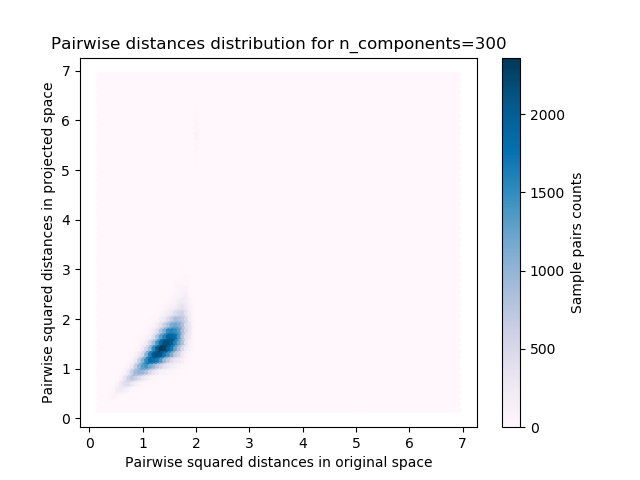 Pairwise distances distribution for n_components=300
Pairwise squared distances in projected space
7
6
5
4
3
2
1
0
0 1 2 3 4 5 6 7
Pairwise squared distances in original space
2000
1500
1000
500
0
Sample pairs counts